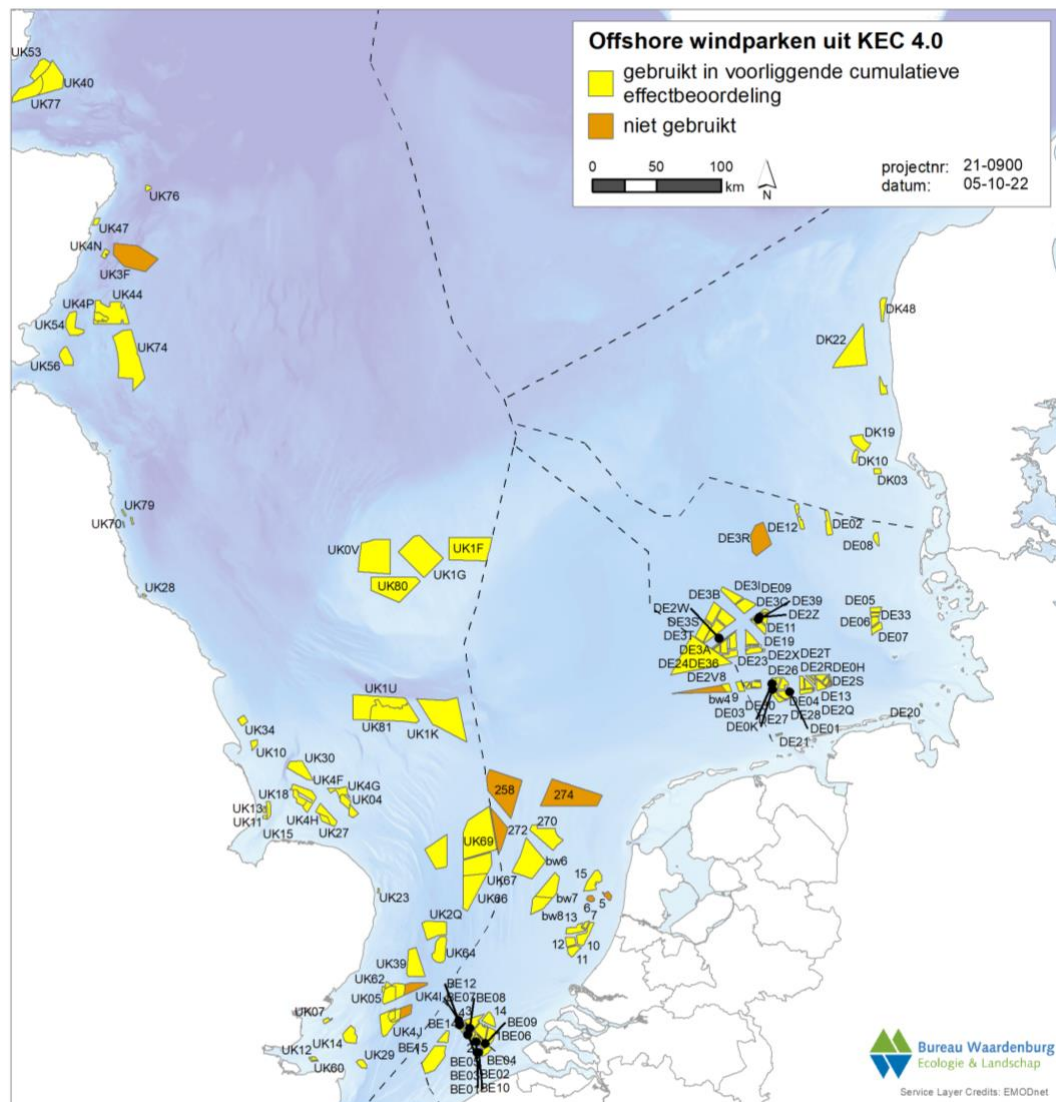 Offshore windparken uit KEC 4.0
gebruikt in voorliggende cumulatieve
effectbeoordeling
niet gebruikt
0 50 100
km
N
projectnr: 21-0900
datum: 05-10-22
UK53
UK40
UK77
UK76
UK47
UK4N
UK3F
UK4P
UK44
UK54
UK74
UK56
DK48
DK22
DK19
DK10
DK03
UK79
UK70
UK28
UK0V
UK1F
UK1G
UK80
DE12
DE02
DE3R
DE08
DE3I
DE09
DE3B
DE39
DE2W
DE2Z
DE05
DE33
DE3S
DE11
DE06
DE3T
DE07
DE19
DE3A
DE2X
DE2T
DE24
DE36
DE23
DE26
DE2R
DE0H
DE2V8
DE2S
bw4
9
DE04
DE13
DE03
DE2Q
DE27
DE28
DE0K
DE01
DE20
DE21
UK1U
UK81
UK1K
UK34
UK10
UK30
UK4F
UK4G
UK18
UK04
UK13
UK4H
UK11
UK27
UK15
258
274
272
270
UK69
bw6
UK67
15
bw7
5
6
bw8
UK23
13
7
12
10
11
UK2Q
UK64
UK39
UK62
UK05
BE12
UK4I
BE07
BE08
14
UK07
BE09
UK4J
BE06
UK14
BE15
BE04
UK12
UK29
UK60
BE03
BE02
BE01
BE10
Bureau Waardenburg
Ecologie & Landschap
Service Layer Credits: EMODnet